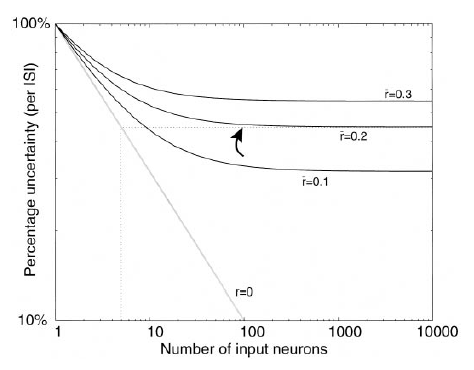 100%
Percentage uncertainty (per ISI)
r̄=0.3
r̄=0.2
r̄=0.1
r=0
10%
1
10
100
1000
10000
Number of input neurons